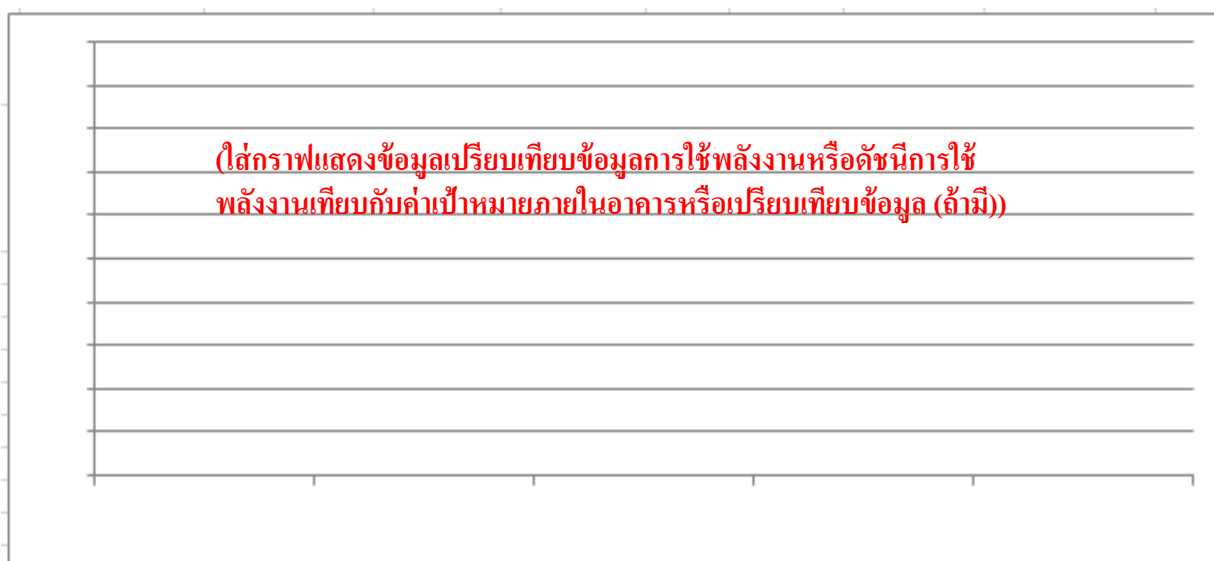 (ใส่กราฟแสดงข้อมูลเปรียบเทียบข้อมูลการใช้พลังงานหรือดัชนีการใช้
พลังงานเทียบกับค่าเป้าหมายภายในอาคารหรือเปรียบเทียบข้อมูล (ถ้ามี))